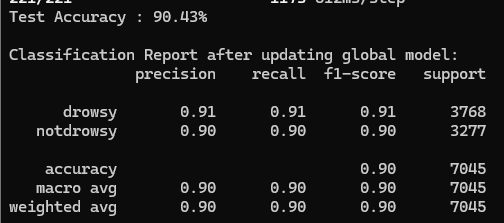 Test Accuracy : 90.43%
Classification Report after updating global model:
precision recall f1-score support
drowsy 0.91 0.91 0.91 3768
notdrowsy 0.90 0.90 0.90 3277
accuracy 0.90 7045
macro avg 0.90 0.90 0.90 7045
weighted avg 0.90 0.90 0.90 7045